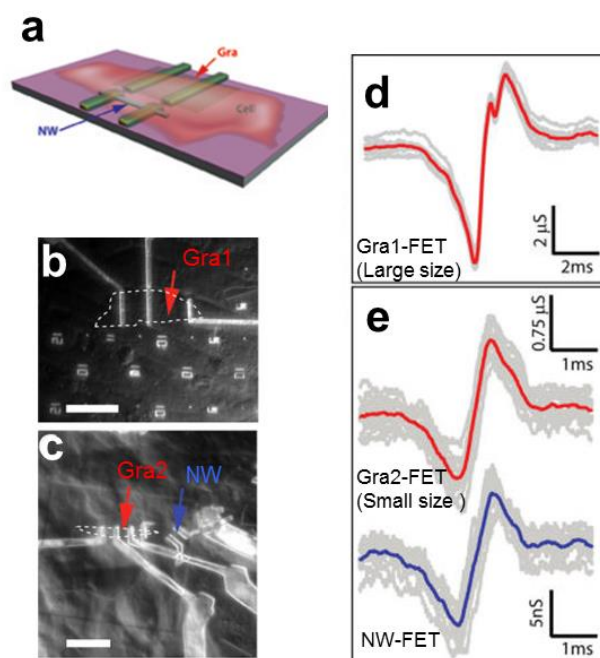 a
Gra
Cell
NW
b
Gra1
c
Gra2
NW
d
2 µS
2ms
Gra1-FET
(Large size)
e
0.75 µS
1ms
Gra2-FET
(Small size )
5nS
1ms
NW-FET